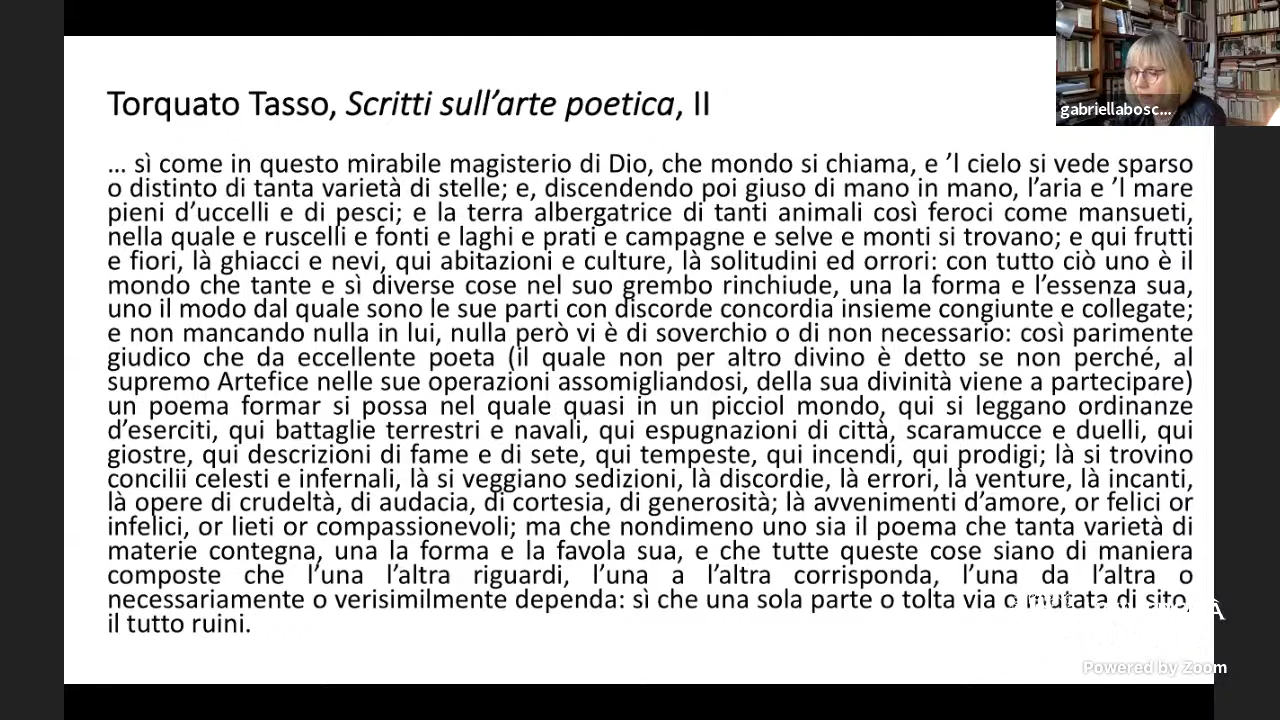 Torquato Tasso, Scritti sull’arte poetica, II
gabriellabosc...
... sì come in questo mirabile magisterio di Dio, che mondo si chiama, e ’l cielo si vede sparso
o distinto di tanta varietà di stelle; e, discendendo poi giuso di mano in mano, l’aria e ’l mare
pieni d’uccelli e di pesci; e la terra albergatrice di tanti animali così feroci come mansueti,
nella quale e ruscelli e fonti e laghi e prati e campagne e selve e monti si trovano; e qui frutti
e fiori, là ghiacci e nevi, qui abitazioni e culture, là solitudini ed orrori: con tutto ciò uno è il
mondo che tante e sì diverse cose nel suo grembo rinchiude, una la forma e l’essenza sua,
uno il modo dal quale sono le sue parti con discorde concordia insieme congiunte e collegate;
e non mancando nulla in lui, nulla però vi è di soverchio o di non necessario: così parimente
giudico che da eccellente poeta (il quale non per altro divino è detto se non perché, al
supremo Artefice nelle sue operazioni assomigliandosi, della sua divinità viene a partecipare)
un poema formar si possa nel quale quasi in un picciol mondo, qui si leggano ordinanze
d’eserciti, qui battaglie terrestri e navali, qui espugnazioni di città, scaramucce e duelli, qui
giostre, qui descrizioni di fame e di sete, qui tempeste, qui incendi, qui prodigi; là si trovino
concilii celesti e infernali, là si veggiano sedizioni, là discordie, là errori, là venture, là incanti,
là opere di crudeltà, di audacia, di cortesia, di generosità; là avvenimenti d’amore, or felici or
infelici, or lieti or compassionevoli; ma che nondimeno uno sia il poema che tanta varietà di
materie contegna, una la forma e la favola sua, e che tutte queste cose siano di maniera
composte che l’una l’altra riguardi, l’una a l’altra corrisponda, l’una da l’altra o
necessariamente o verisimilmente dependa: sì che una sola parte o tolta via o mutata di sito,
il tutto ruini.
Powered by Zoom